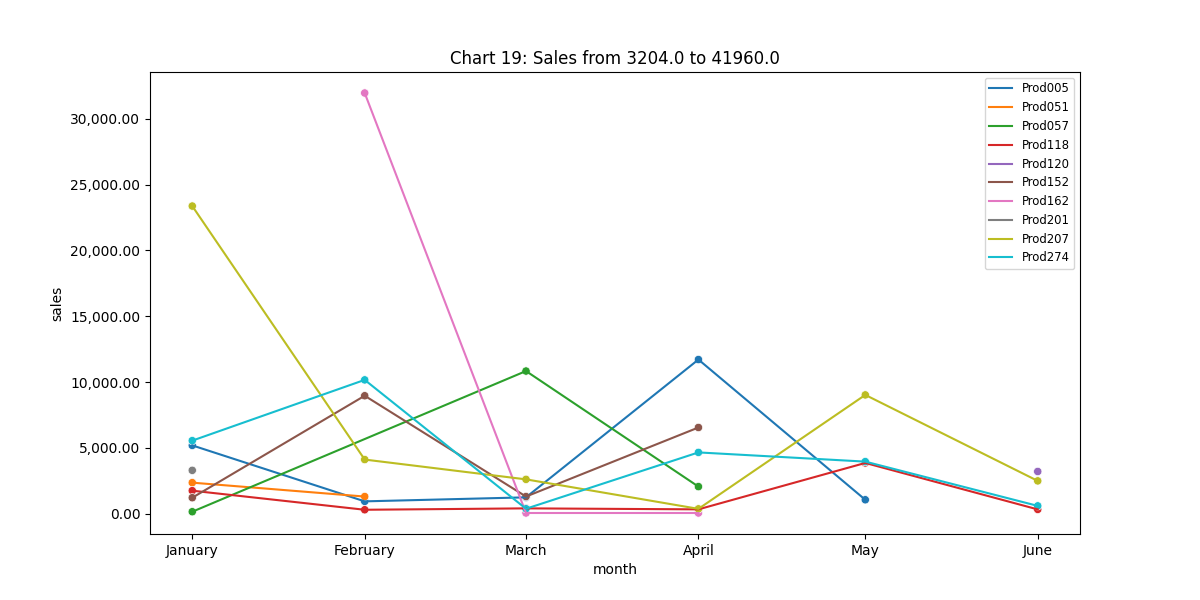 Chart 19: Sales from 3204.0 to 41960.0
Prod005
Prod051
Prod057
Prod118
Prod120
Prod152
Prod162
Prod201
Prod207
Prod274
30,000.00
25,000.00
20,000.00
15,000.00
10,000.00
5,000.00
0.00
sales
January February March April May June
month